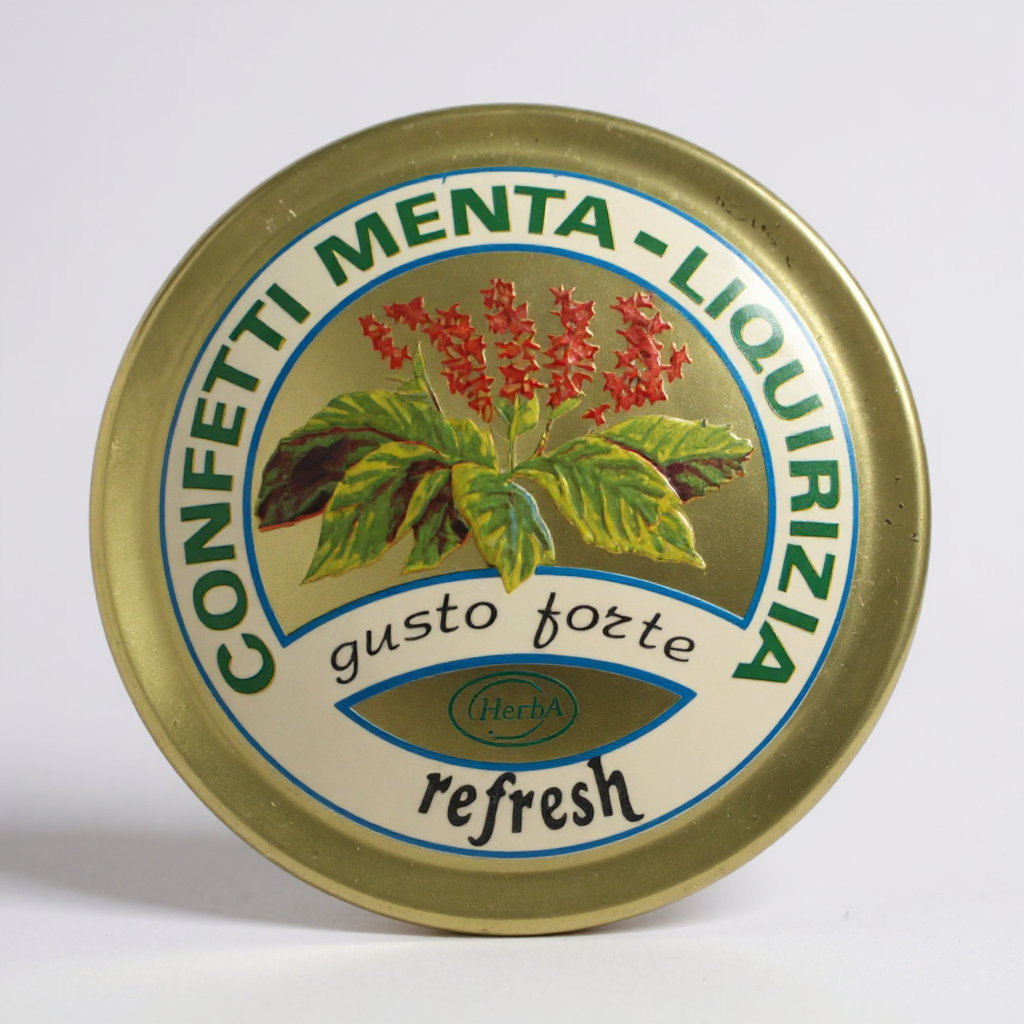 CONFETTI MENTA-LIQUIRIZIA
gusto forte
HerbA
refresh